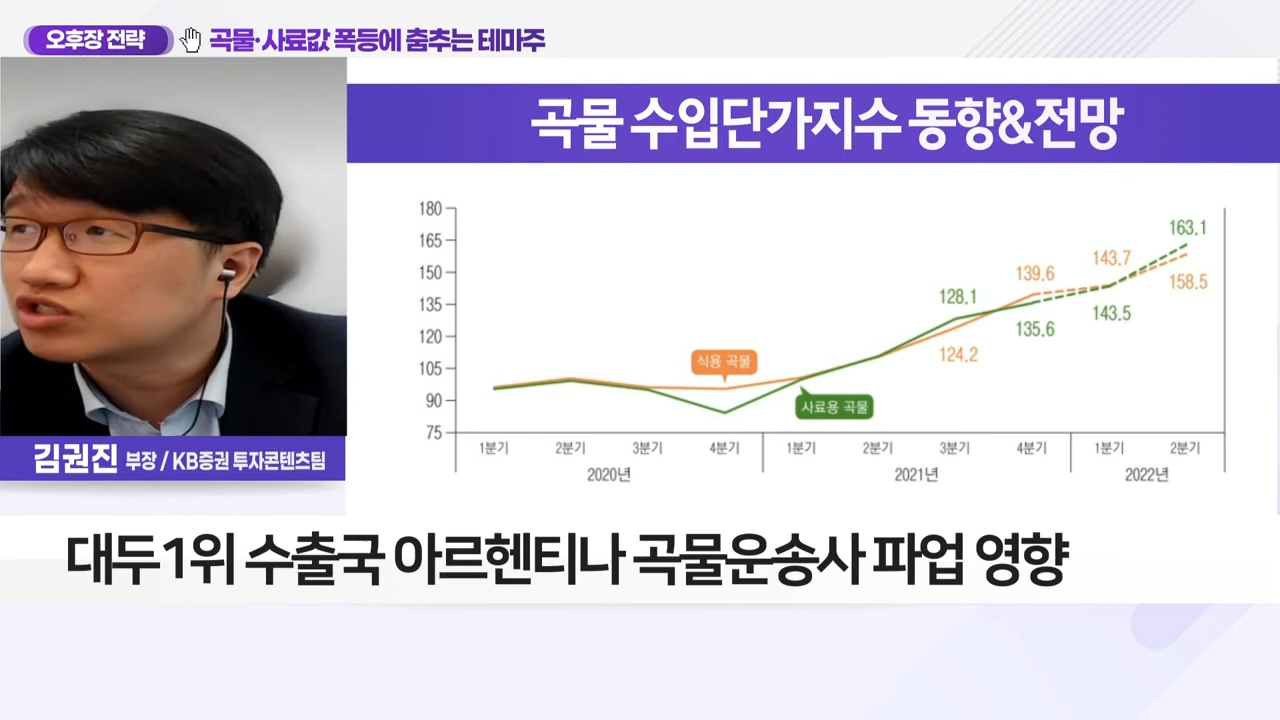 오후장 전략 곡물·사료값 폭등에 춤추는 테마주
곡물 수입단가지수 동향&전망
180
165
150
135
120
105
90
75
식용 곡물
사료용 곡물
128.1
124.2
139.6
135.6
143.7
143.5
163.1
158.5
1분기 2분기 3분기 4분기 1분기 2분기 3분기 4분기 1분기 2분기
2020년 2021년 2022년
김권진 부장 / KB증권 투자콘텐츠팀
대두1위 수출국 아르헨티나 곡물운송사 파업 영향